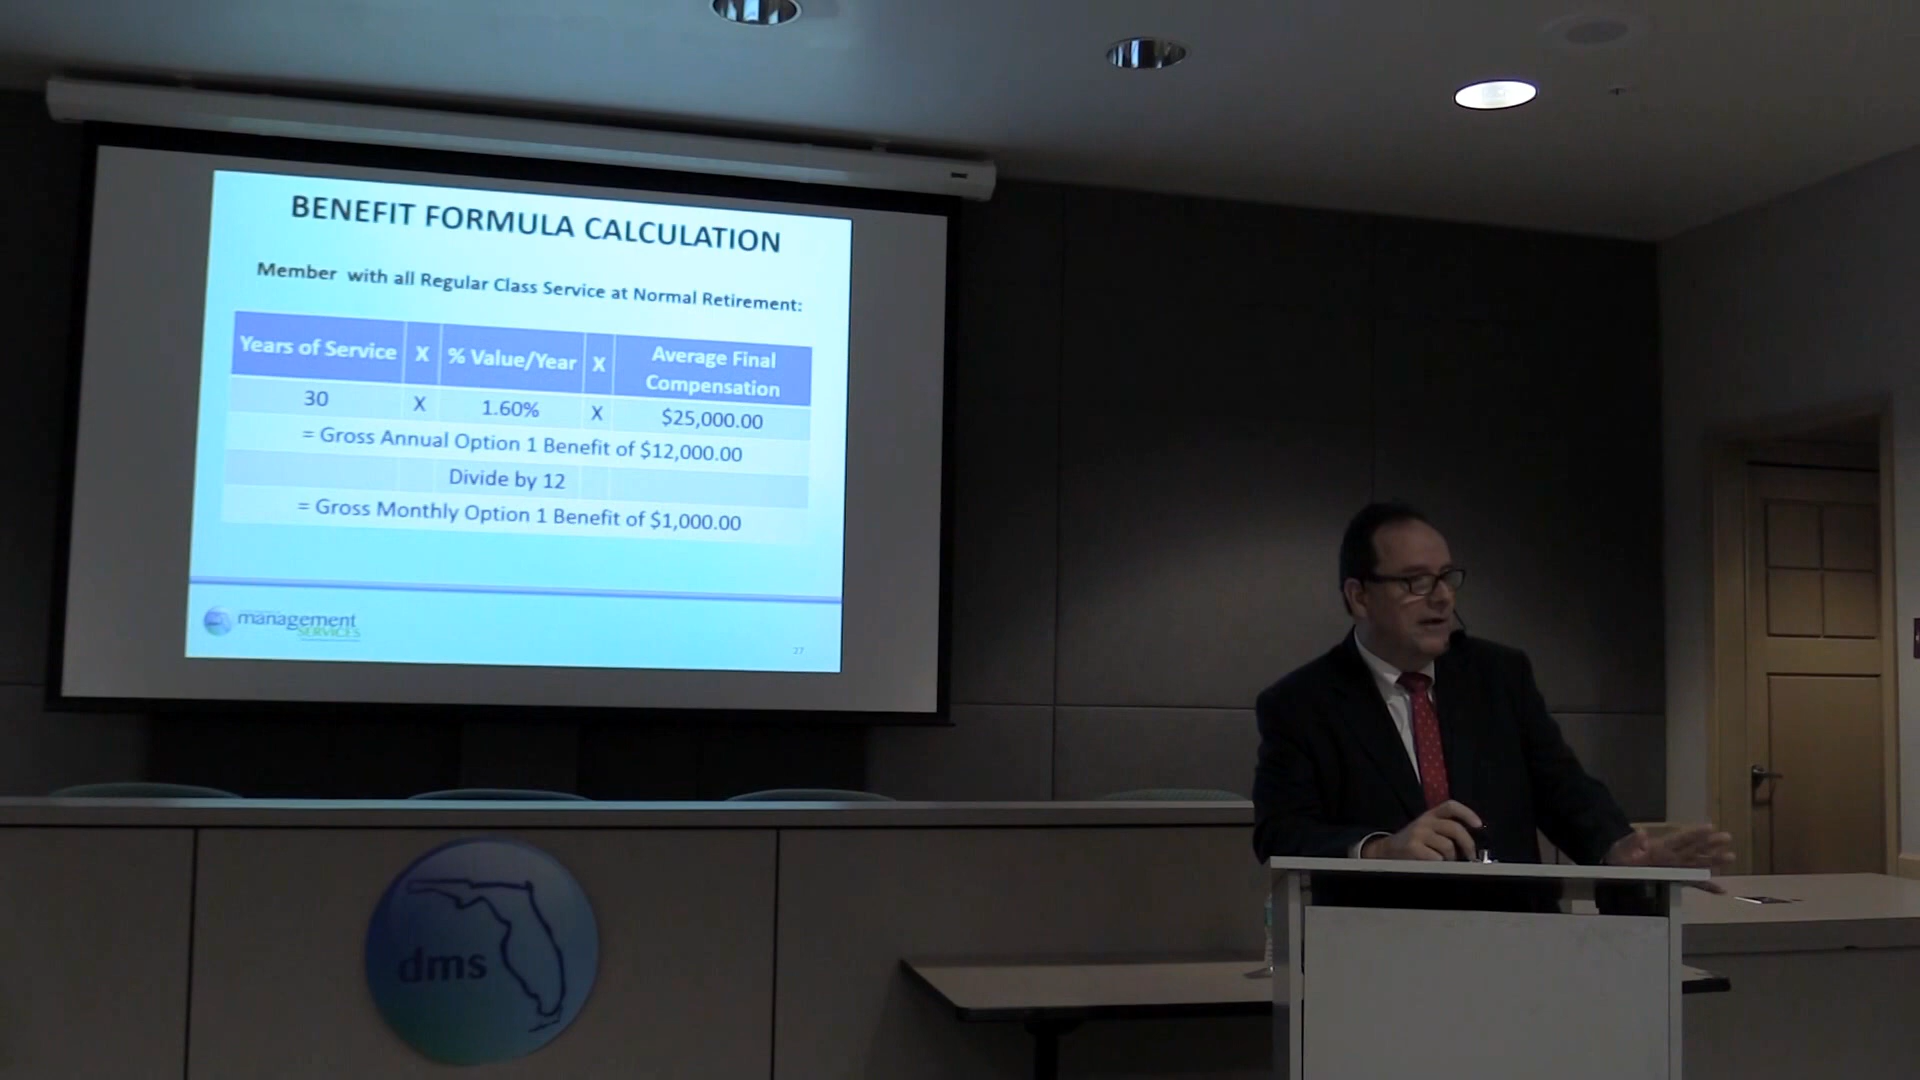 BENEFIT FORMULA CALCULATION
Member with all Regular Class Service at Normal Retirement:
Years of Service X % Value/Year X Average Final Compensation
30 X 1.60% X $25,000.00
= Gross Annual Option 1 Benefit of $12,000.00
Divide by 12
= Gross Monthly Option 1 Benefit of $1,000.00
management
SERVICES
27
dms